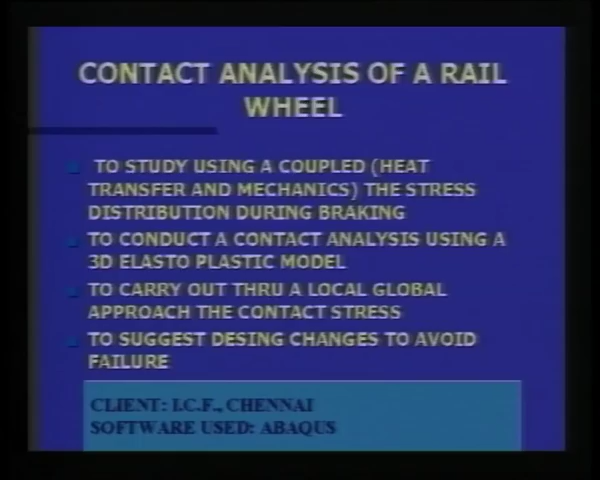 CONTACT ANALYSIS OF A RAIL
WHEEL
TO STUDY USING A COUPLED (HEAT
TRANSFER AND MECHANICS) THE STRESS
DISTRIBUTION DURING BRAKING
TO CONDUCT A CONTACT ANALYSIS USING A
3D ELASTO PLASTIC MODEL
TO CARRY OUT THRU A LOCAL GLOBAL
APPROACH THE CONTACT STRESS
TO SUGGEST DESING CHANGES TO AVOID
FAILURE
CLIENT: I.C.F., CHENNAI
SOFTWARE USED: ABAQUS